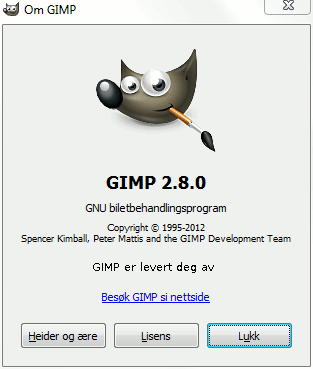 Om GIMP
GIMP 2.8.0
GNU biletbehandlingsprogram
Copyright © 1995-2012
Spencer Kimball, Peter Mattis and the GIMP Development Team
GIMP er levert deg av
Besøk GIMP si nettside
Heider og ære
Lisens
Lukk